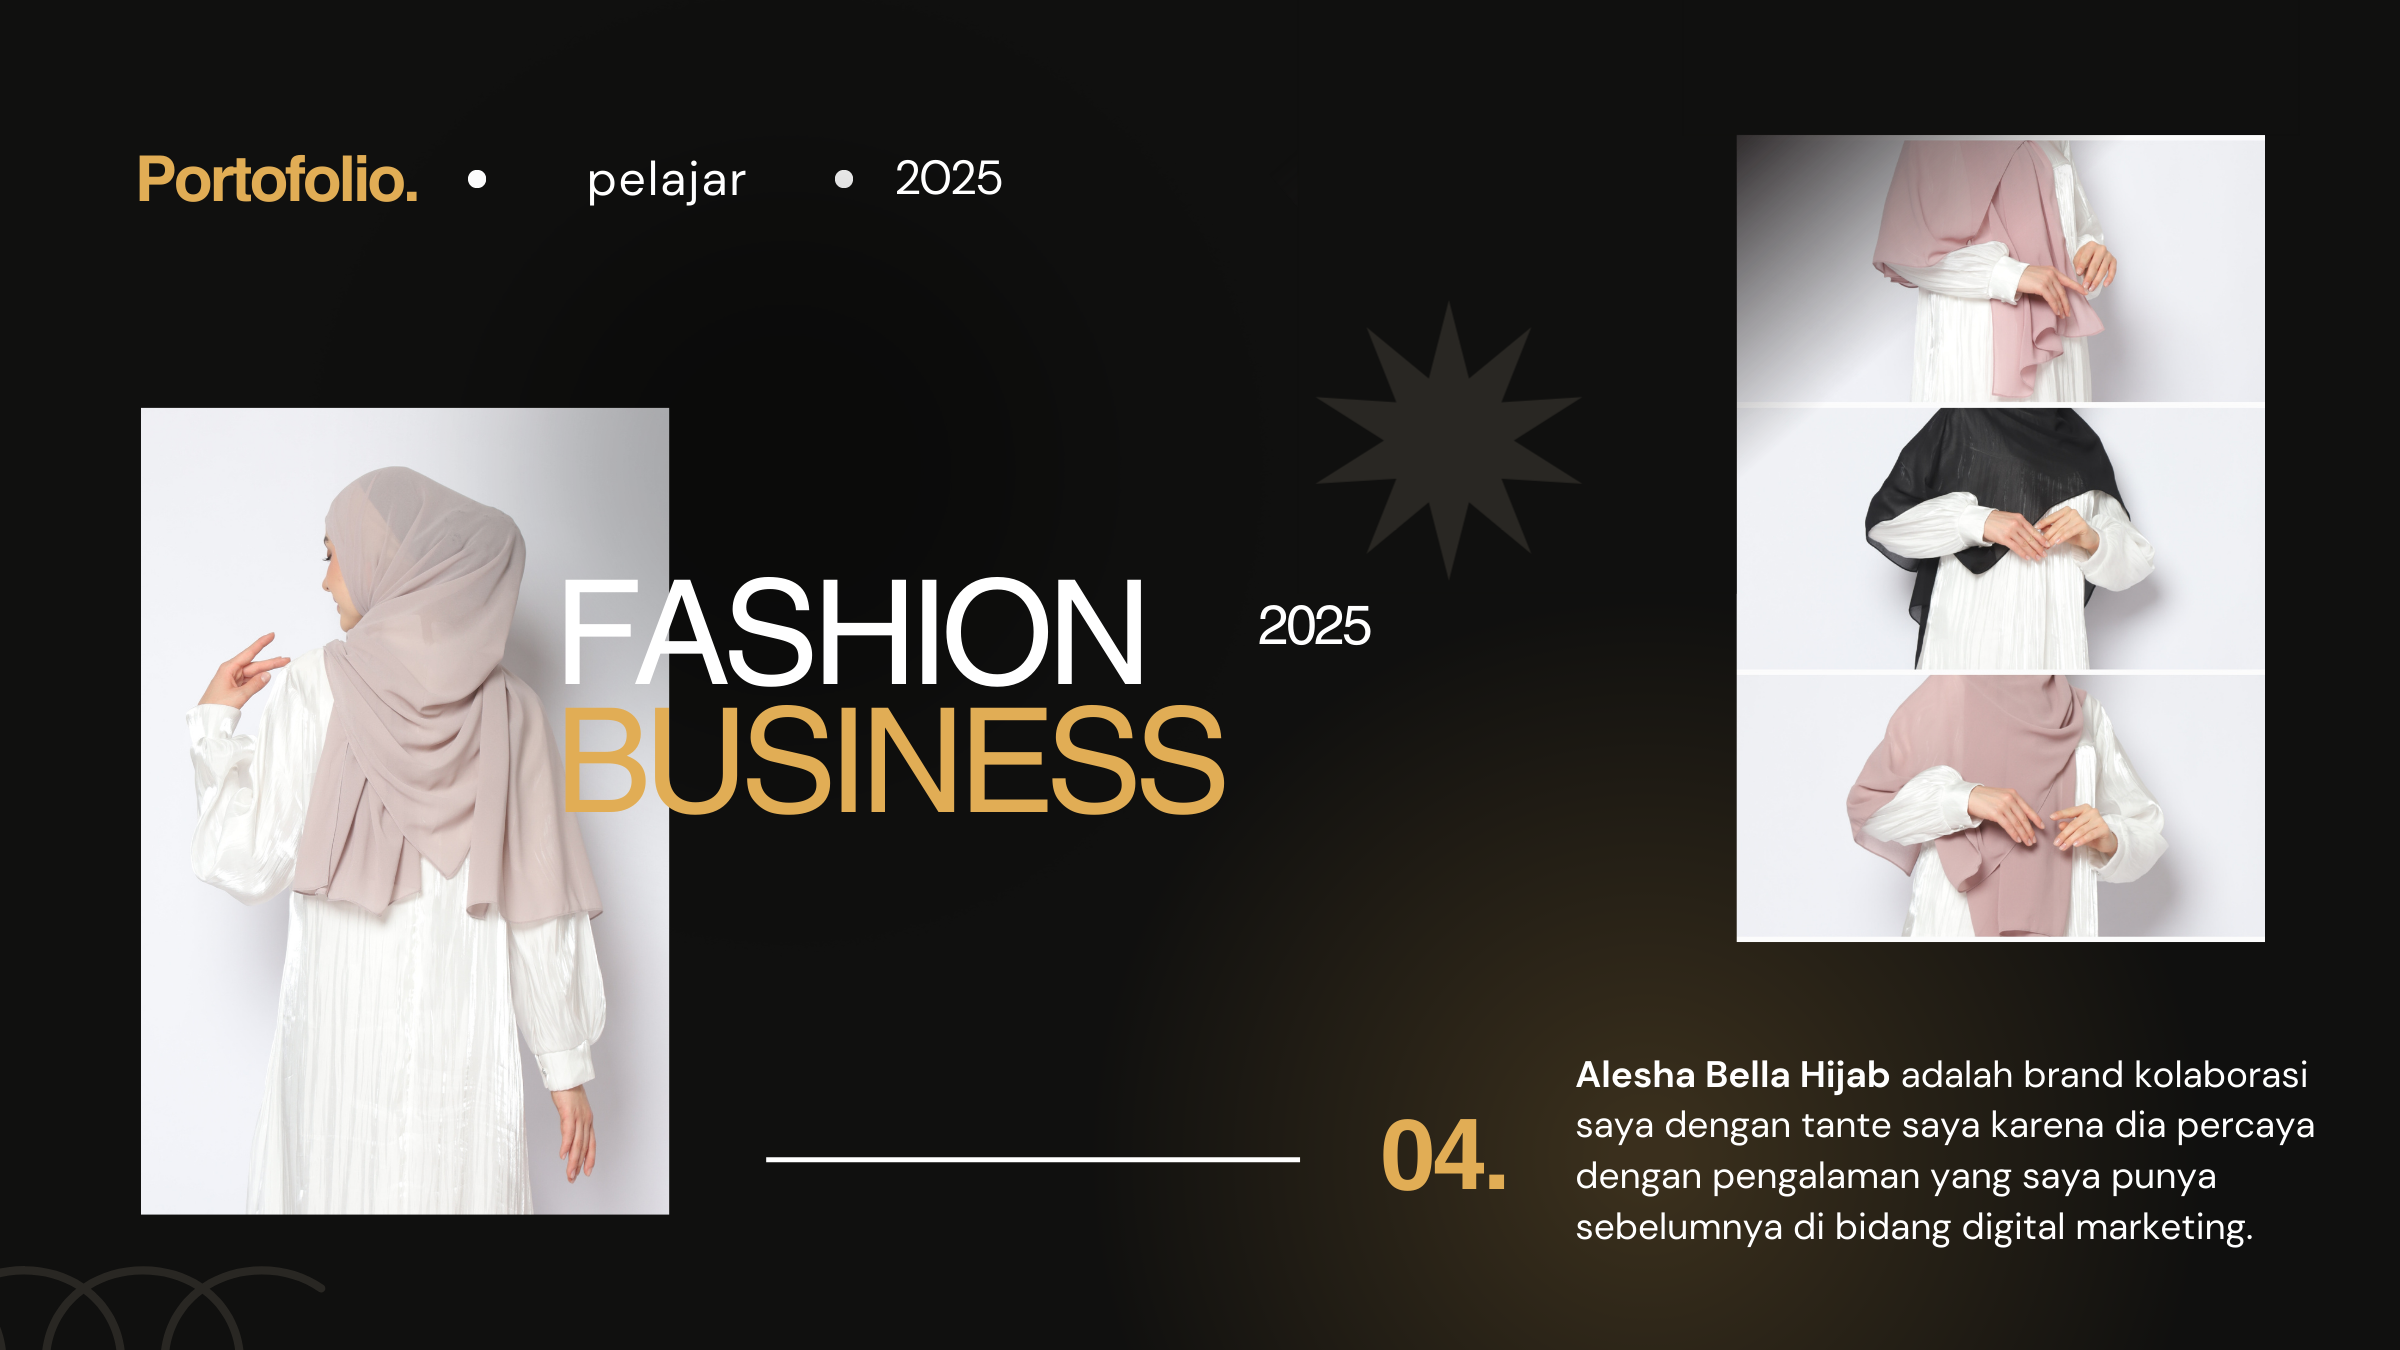 Portofolio. • pelajar • 2025
FASHION
2025
BUSINESS
04.
Alesha Bella Hijab adalah brand kolaborasi
saya dengan tante saya karena dia percaya
dengan pengalaman yang saya punya
sebelumnya di bidang digital marketing.